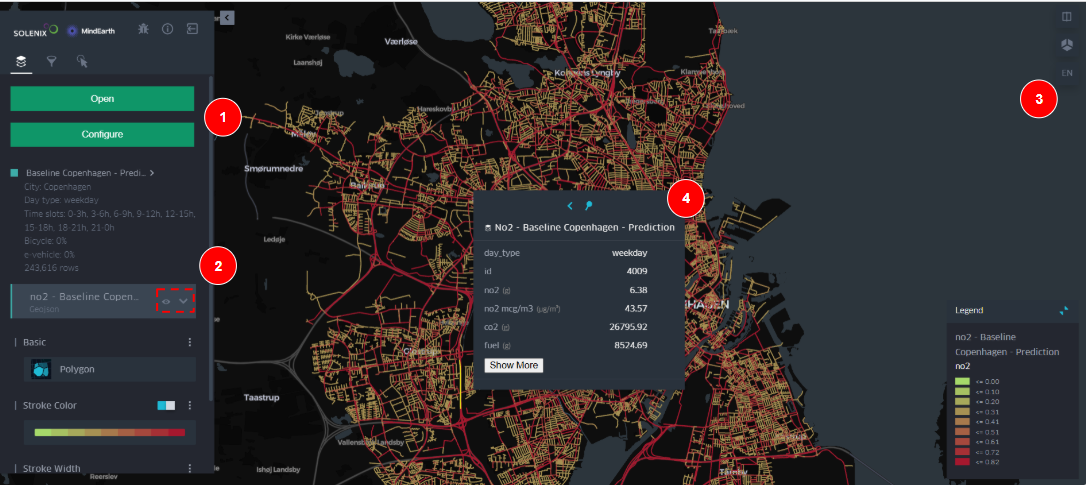 SOLENIX MindEarth
Open
Configure
Baseline Copenhagen - Predi..
City: Copenhagen
Day type: weekday
Time slots: 0-3h, 3-6h, 6-9h, 9-12h, 12-15h,
15-18h, 18-21h, 21-0h
Bicycle: 0%
e-vehicle: 0%
243,616 rows
no2 - Baseline Copen...
Geojson
Basic
Polygon
Stroke Color
Stroke Width
1
2
3
4
EN
Kirke Værløse
Værløse
Laanshøj
Hareskovb
Kongens Lyngby
Klampenborg
Taarbæk
Måløv
Smørumnedre
Ballerup
Ledøje
Glostrup
Taastrup
Vallensbæk Landsby
Ishøj Landsby
Reerslev
Tårnby
No2 - Baseline Copenhagen - Prediction
day_type weekday
id 4009
no2 (g) 6.38
no2 mcg/m3 (µg/m³) 43.57
co2 (g) 26795.92
fuel (g) 8524.69
Show More
Legend
no2 - Baseline
Copenhagen - Prediction
no2
<= 0.00
<= 0.10
<= 0.20
<= 0.31
<= 0.41
<= 0.51
<= 0.61
<= 0.72
<= 0.82